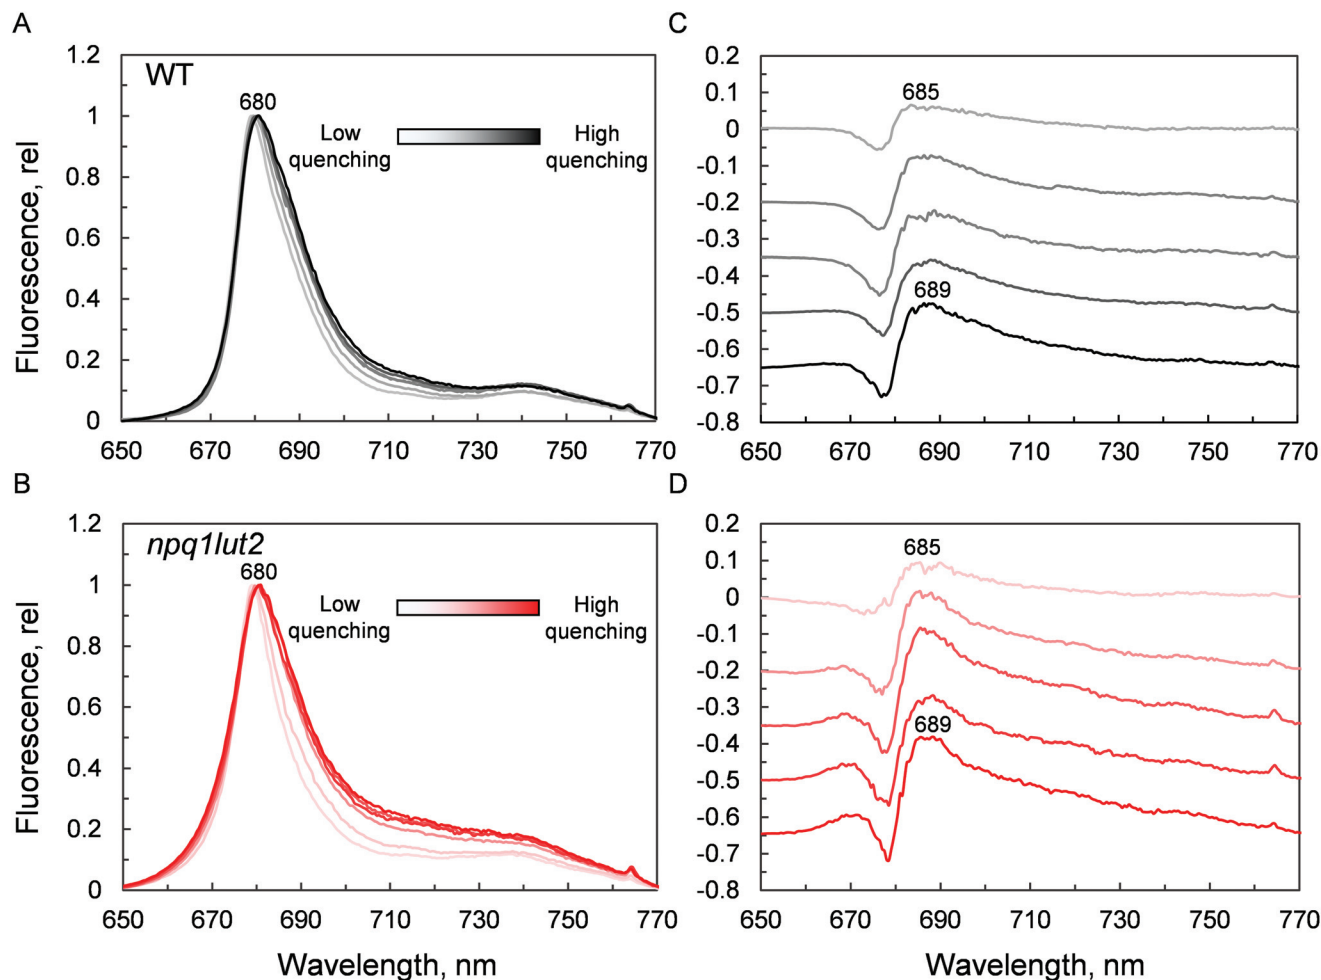 A
1.2
1
0.8
0.6
0.4
0.2
0
Fluorescence, rel
WT
680
Low
quenching
High
quenching
650 670 690 710 730 750 770
C
0.2
0.1
0
-0.1
-0.2
-0.3
-0.4
-0.5
-0.6
-0.7
-0.8
685
689
650 670 690 710 730 750 770
B
1.2
1
0.8
0.6
0.4
0.2
0
Fluorescence, rel
npq1lut2
680
Low
quenching
High
quenching
650 670 690 710 730 750 770
Wavelength, nm
D
0.2
0.1
0
-0.1
-0.2
-0.3
-0.4
-0.5
-0.6
-0.7
-0.8
685
689
650 670 690 710 730 750 770
Wavelength, nm